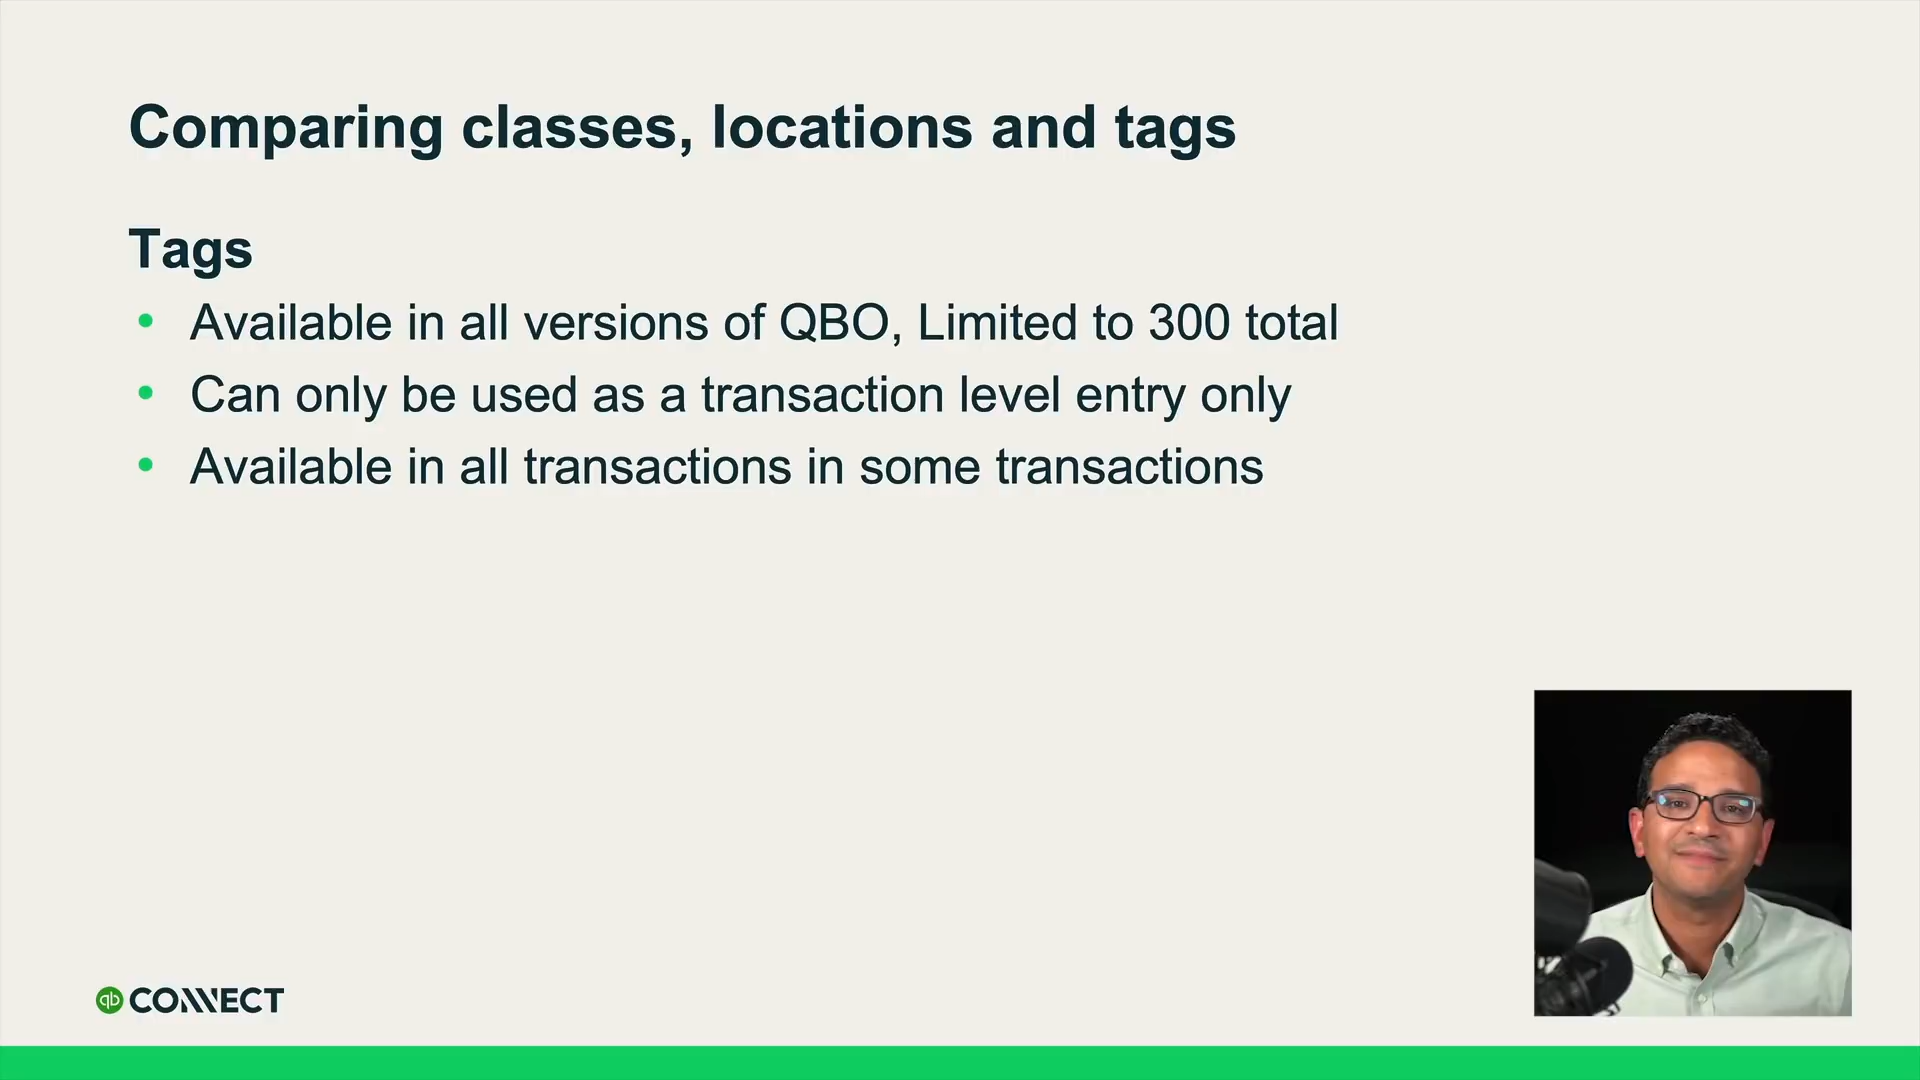 Comparing classes, locations and tags
Tags
• Available in all versions of QBO, Limited to 300 total
• Can only be used as a transaction level entry only
• Available in all transactions in some transactions
qb CONNECT